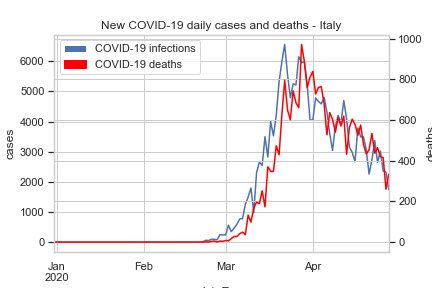 New COVID-19 daily cases and deaths - Italy
COVID-19 infections
COVID-19 deaths
cases
6000
5000
4000
3000
2000
1000
0
1000
800
600
400
200
0
deaths
Jan
2020
Feb
Mar
Apr